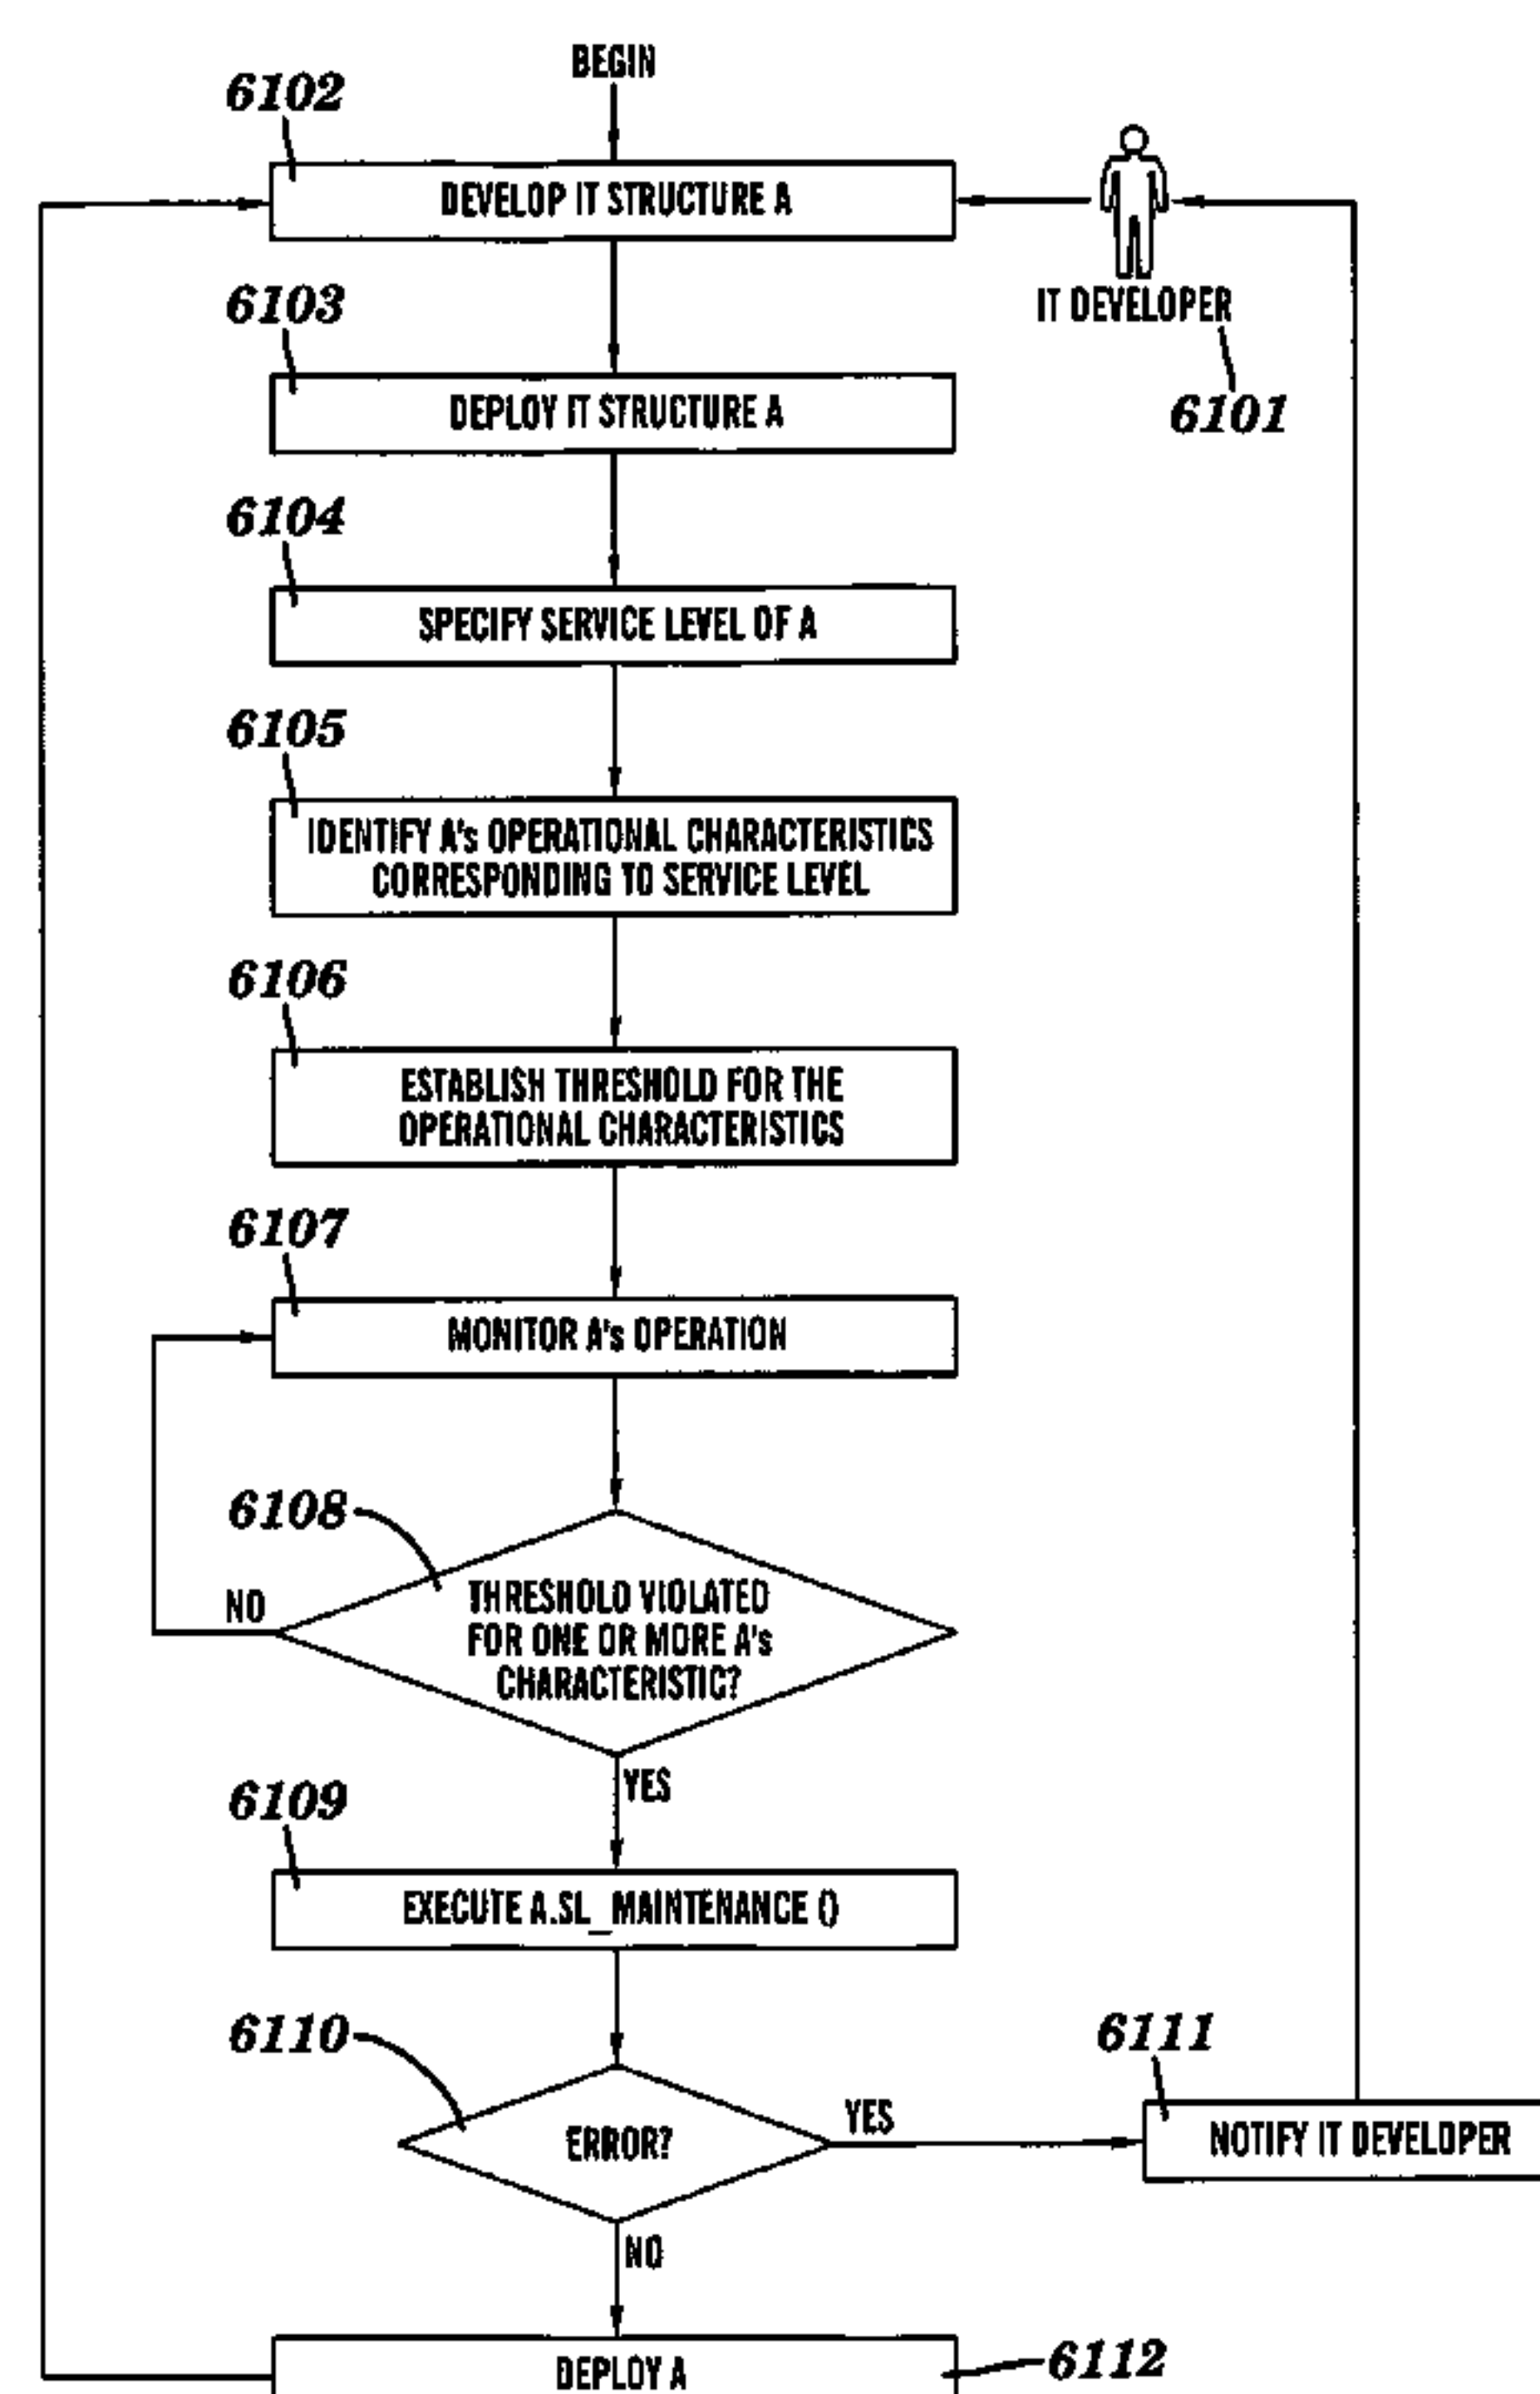 BEGIN
6102
DEVELOP IT STRUCTURE A
IT DEVELOPER
6101
6103
DEPLOY IT STRUCTURE A
6104
SPECIFY SERVICE LEVEL OF A
6105
IDENTIFY A's OPERATIONAL CHARACTERISTICS
CORRESPONDING TO SERVICE LEVEL
6106
ESTABLISH THRESHOLD FOR THE
OPERATIONAL CHARACTERISTICS
6107
MONITOR A's OPERATION
6108
THRESHOLD VIOLATED
FOR ONE OR MORE A's
CHARACTERISTIC?
NO
YES
6109
EXECUTE A.SL_MAINTENANCE ()
6110
ERROR?
YES
6111
NOTIFY IT DEVELOPER
NO
DEPLOY A
6112